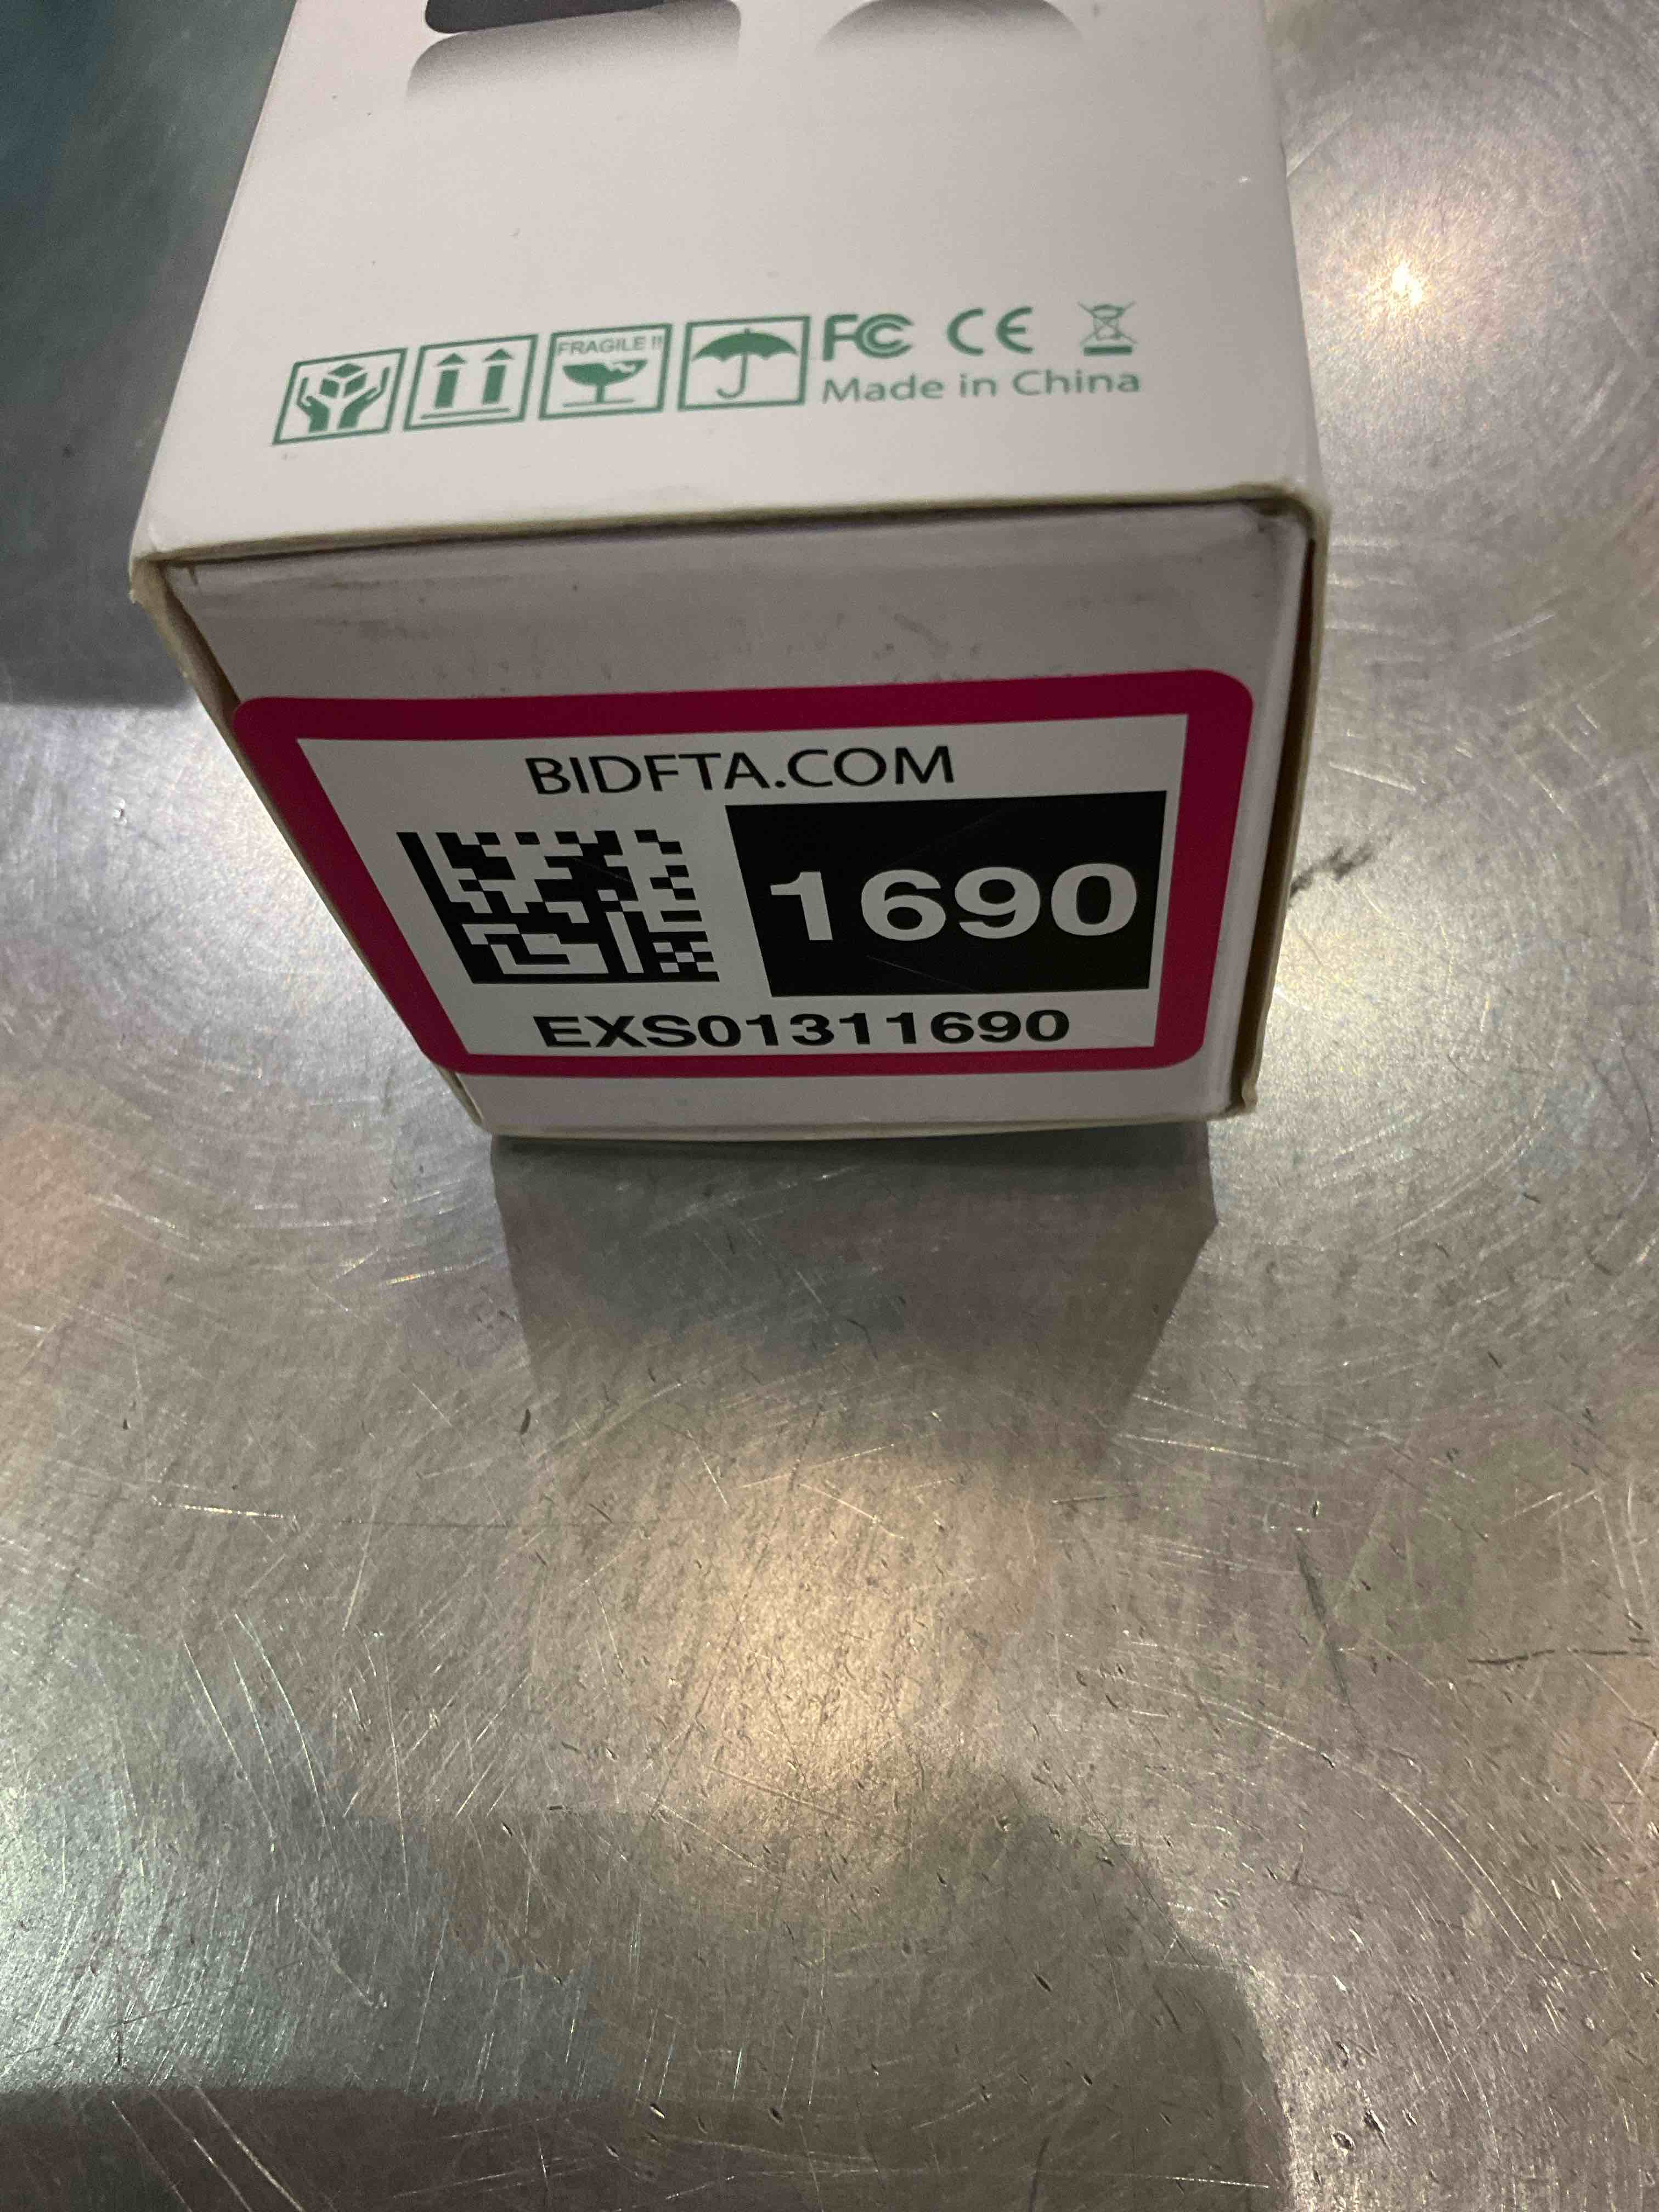 FRAGILE !!
FC CE
Made in China
BIDFTA.COM
1690
EXS01311690